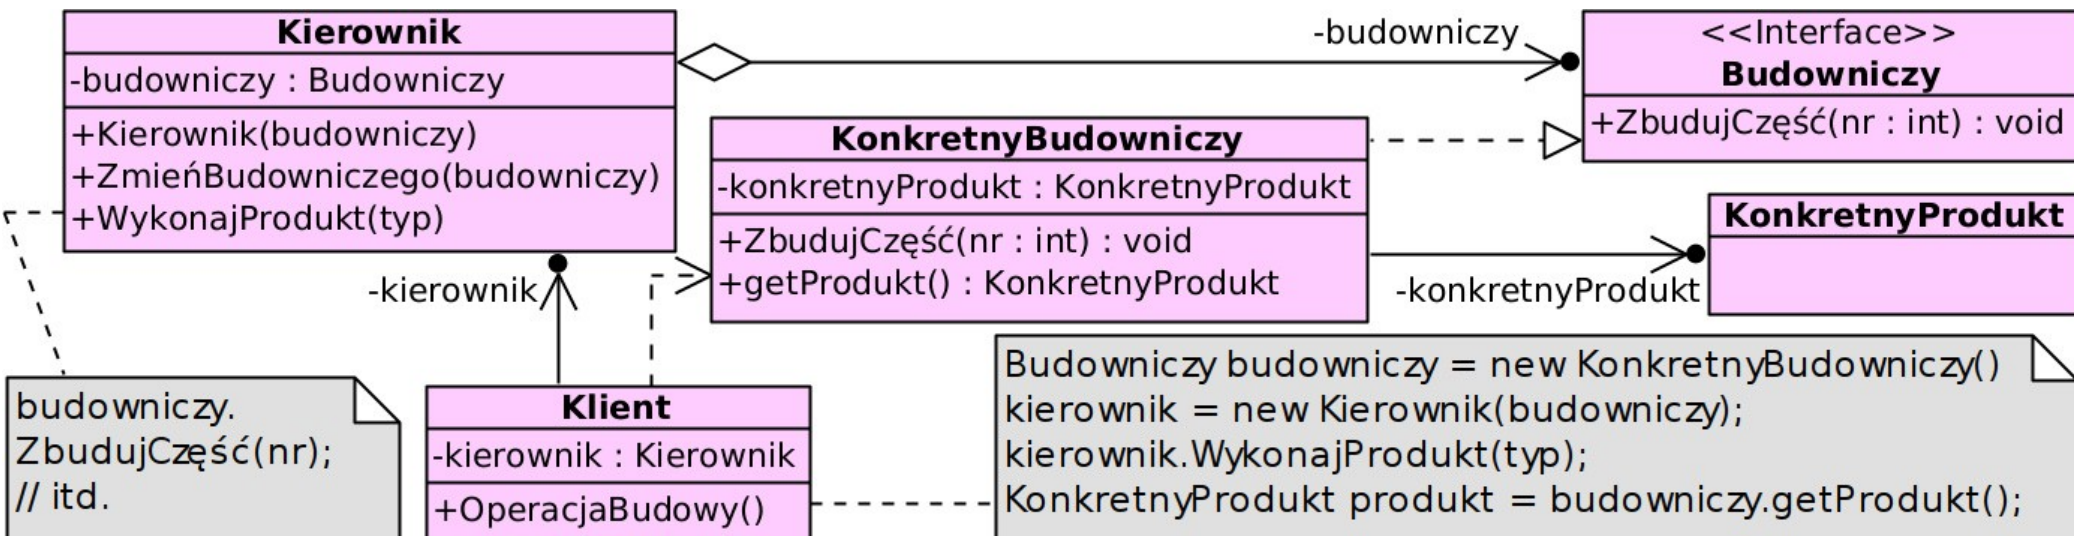 Kierownik
-budowniczy : Budowniczy
+Kierownik(budowniczy)
+ZmieńBudowniczego(budowniczy)
+WykonajProdukt(typ)
-budowniczy
<<Interface>>
Budowniczy
+ZbudujCzęść(nr : int) : void
KonkretnyBudowniczy
-konkretnyProdukt : KonkretnyProdukt
+ZbudujCzęść(nr : int) : void
+getProdukt() : KonkretnyProdukt
KonkretnyProdukt
-konkretnyProdukt
-kierownik
budowniczy.
ZbudujCzęść(nr);
// itd.
Klient
-kierownik : Kierownik
+OperacjaBudowy()
Budowniczy budowniczy = new KonkretnyBudowniczy()
kierownik = new Kierownik(budowniczy);
kierownik.WykonajProdukt(typ);
KonkretnyProdukt produkt = budowniczy.getProdukt();